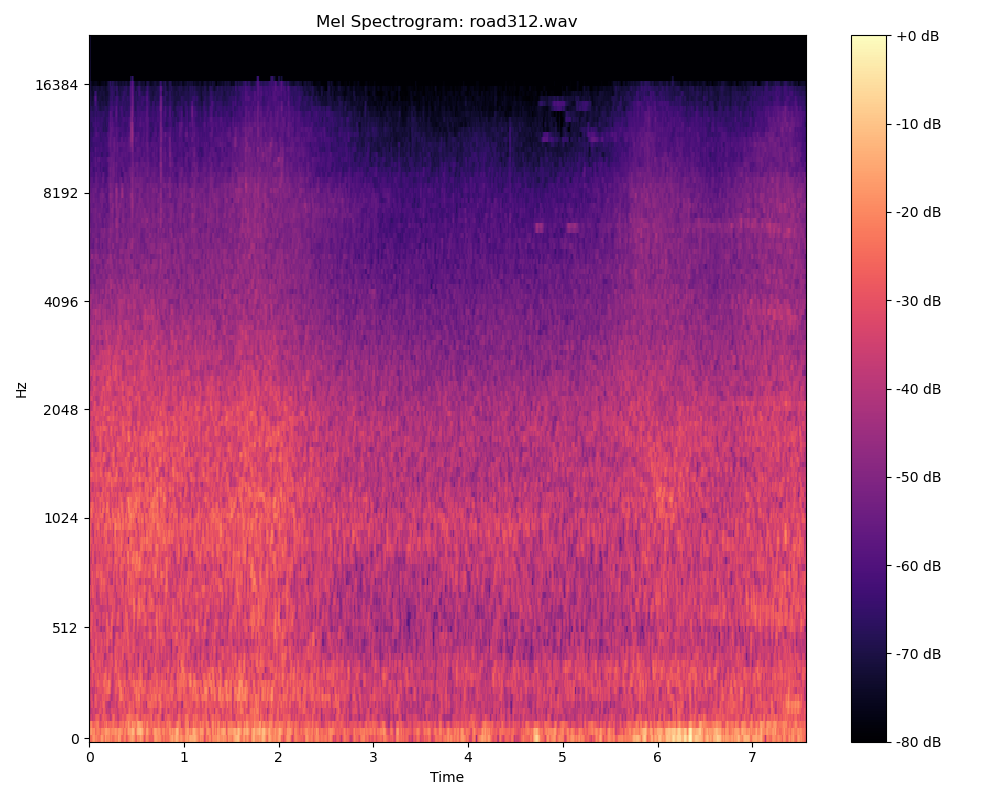 Mel Spectrogram: road312.wav
Hz
16384
8192
4096
2048
1024
512
0
0 1 2 3 4 5 6 7
Time
+0 dB
-10 dB
-20 dB
-30 dB
-40 dB
-50 dB
-60 dB
-70 dB
-80 dB